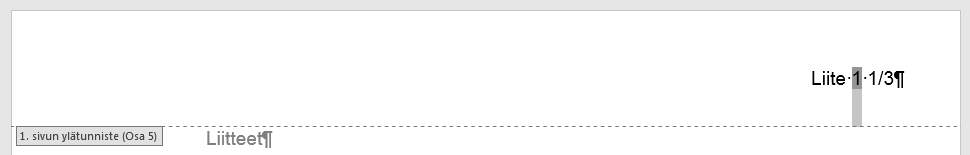 Liite·1·1/3¶
1. sivun ylätunniste (Osa 5)
Liitteet¶